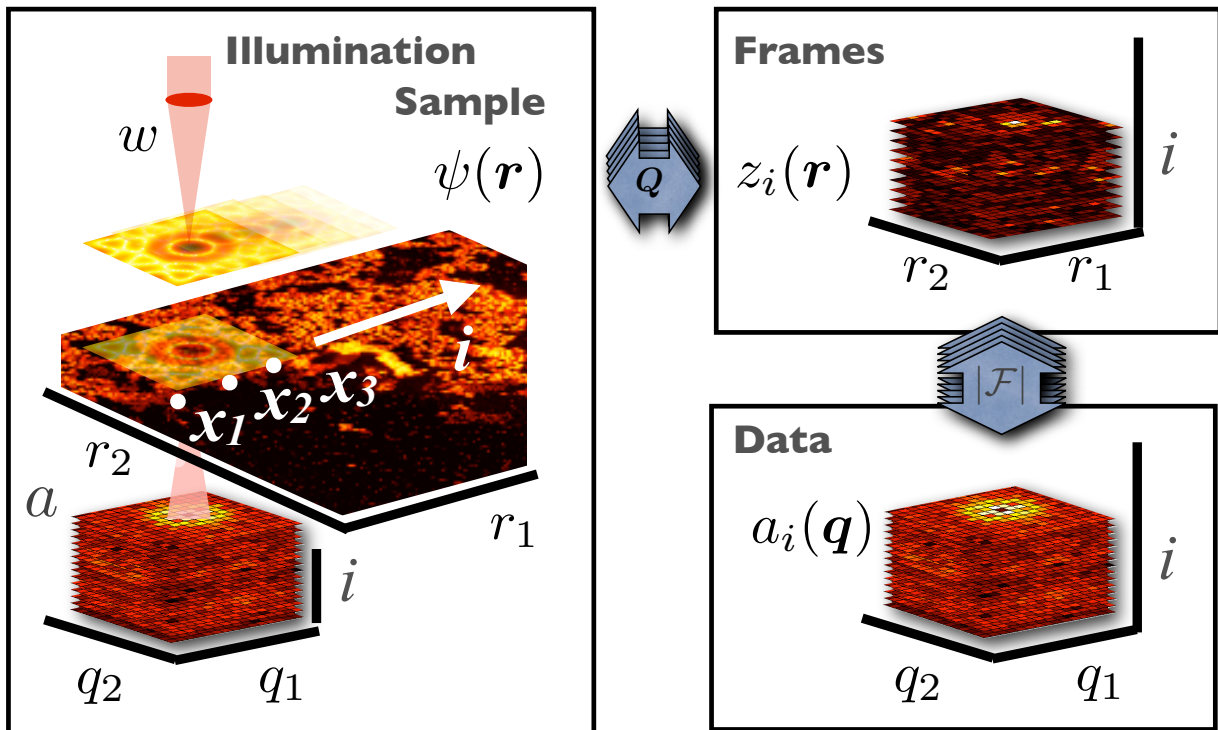 Illumination
Sample
w
ψ(r)
x1 x2 x3
i
r2
r1
a
i
q2
q1
Q
Frames
zi(r)
i
r2
r1
|F|
Data
ai(q)
i
q2
q1